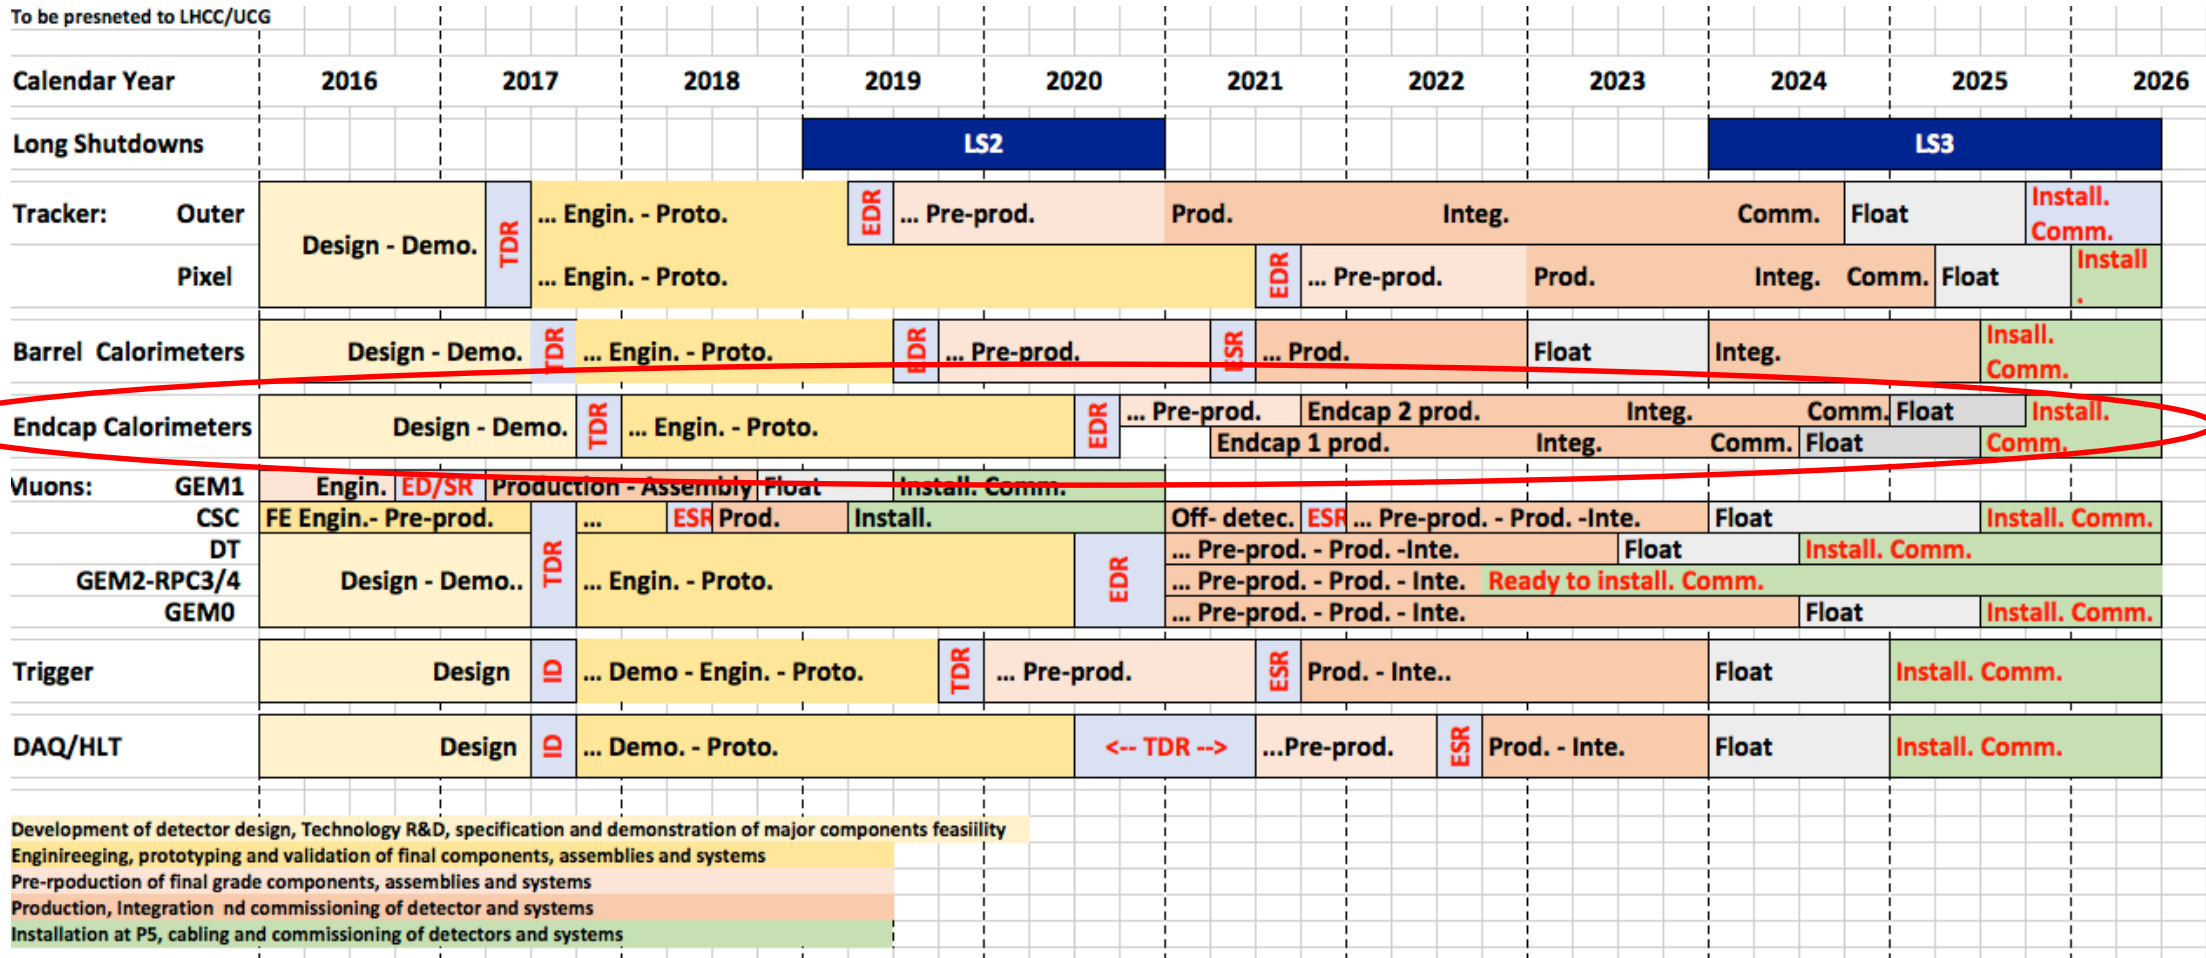 To be presneted to LHCC/UCG
Calendar Year 2016 2017 2018 2019 2020 2021 2022 2023 2024 2025 2026
Long Shutdowns LS2 LS3
Tracker: Outer Design - Demo. TDR ... Engin. - Proto. EDR ... Pre-prod. Prod. Integ. Comm. Float Install. Comm.
Pixel ... Engin. - Proto. EDR ... Pre-prod. Prod. Integ. Comm. Float Install .
Barrel Calorimeters Design - Demo. TDR ... Engin. - Proto. EDR ... Pre-prod. ESR ... Prod. Float Integ. Insall. Comm.
Endcap Calorimeters Design - Demo. TDR ... Engin. - Proto. EDR ... Pre-prod. Endcap 2 prod. Integ. Comm. Float Install.
Endcap 1 prod. Integ. Comm. Float Comm.
Muons: GEM1 Engin. ED/SR Production - Assembly Float Install. Comm.
CSC FE Engin.- Pre-prod. TDR ... ESR Prod. Install. Off- detec. ESR ... Pre-prod. - Prod. -Inte. Float Install. Comm.
DT EDR ... Pre-prod. - Prod. -Inte. Float Install. Comm.
GEM2-RPC3/4 Design - Demo.. ... Engin. - Proto. ... Pre-prod. - Prod. - Inte. Ready to install. Comm.
GEM0 ... Pre-prod. - Prod. - Inte. Float Install. Comm.
Trigger Design ID ... Demo - Engin. - Proto. TDR ... Pre-prod. ESR Prod. - Inte.. Float Install. Comm.
DAQ/HLT Design ID ... Demo. - Proto. <-- TDR --> ...Pre-prod. ESR Prod. - Inte. Float Install. Comm.
Development of detector design, Technology R&D, specification and demonstration of major components feasiility
Enginireeging, prototyping and validation of final components, assemblies and systems
Pre-rpoduction of final grade components, assemblies and systems
Production, Integration nd commissioning of detector and systems
Installation at P5, cabling and commissioning of detectors and systems